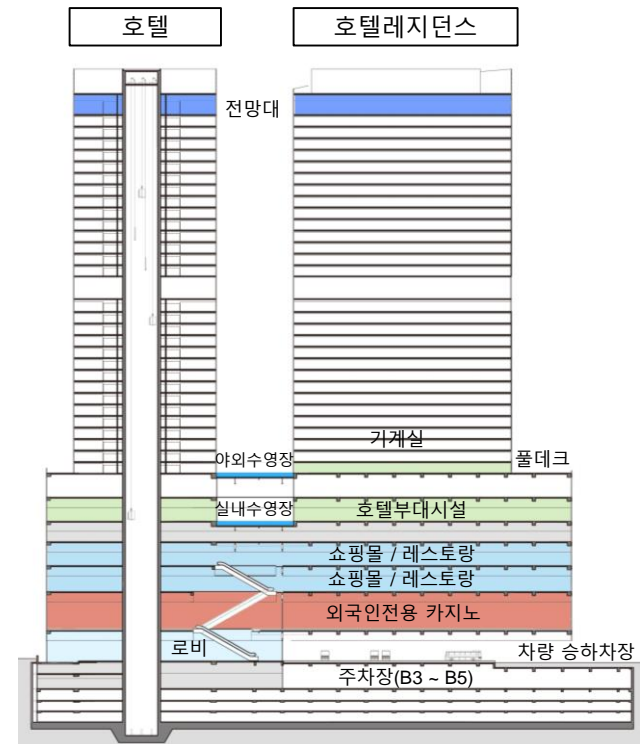 호텔
호텔레지던스
전망대
기계실
야외수영장
풀데크
실내수영장
호텔부대시설
쇼핑몰 / 레스토랑
쇼핑몰 / 레스토랑
외국인전용 카지노
로비
차량 승하차장
주차장(B3 ~ B5)